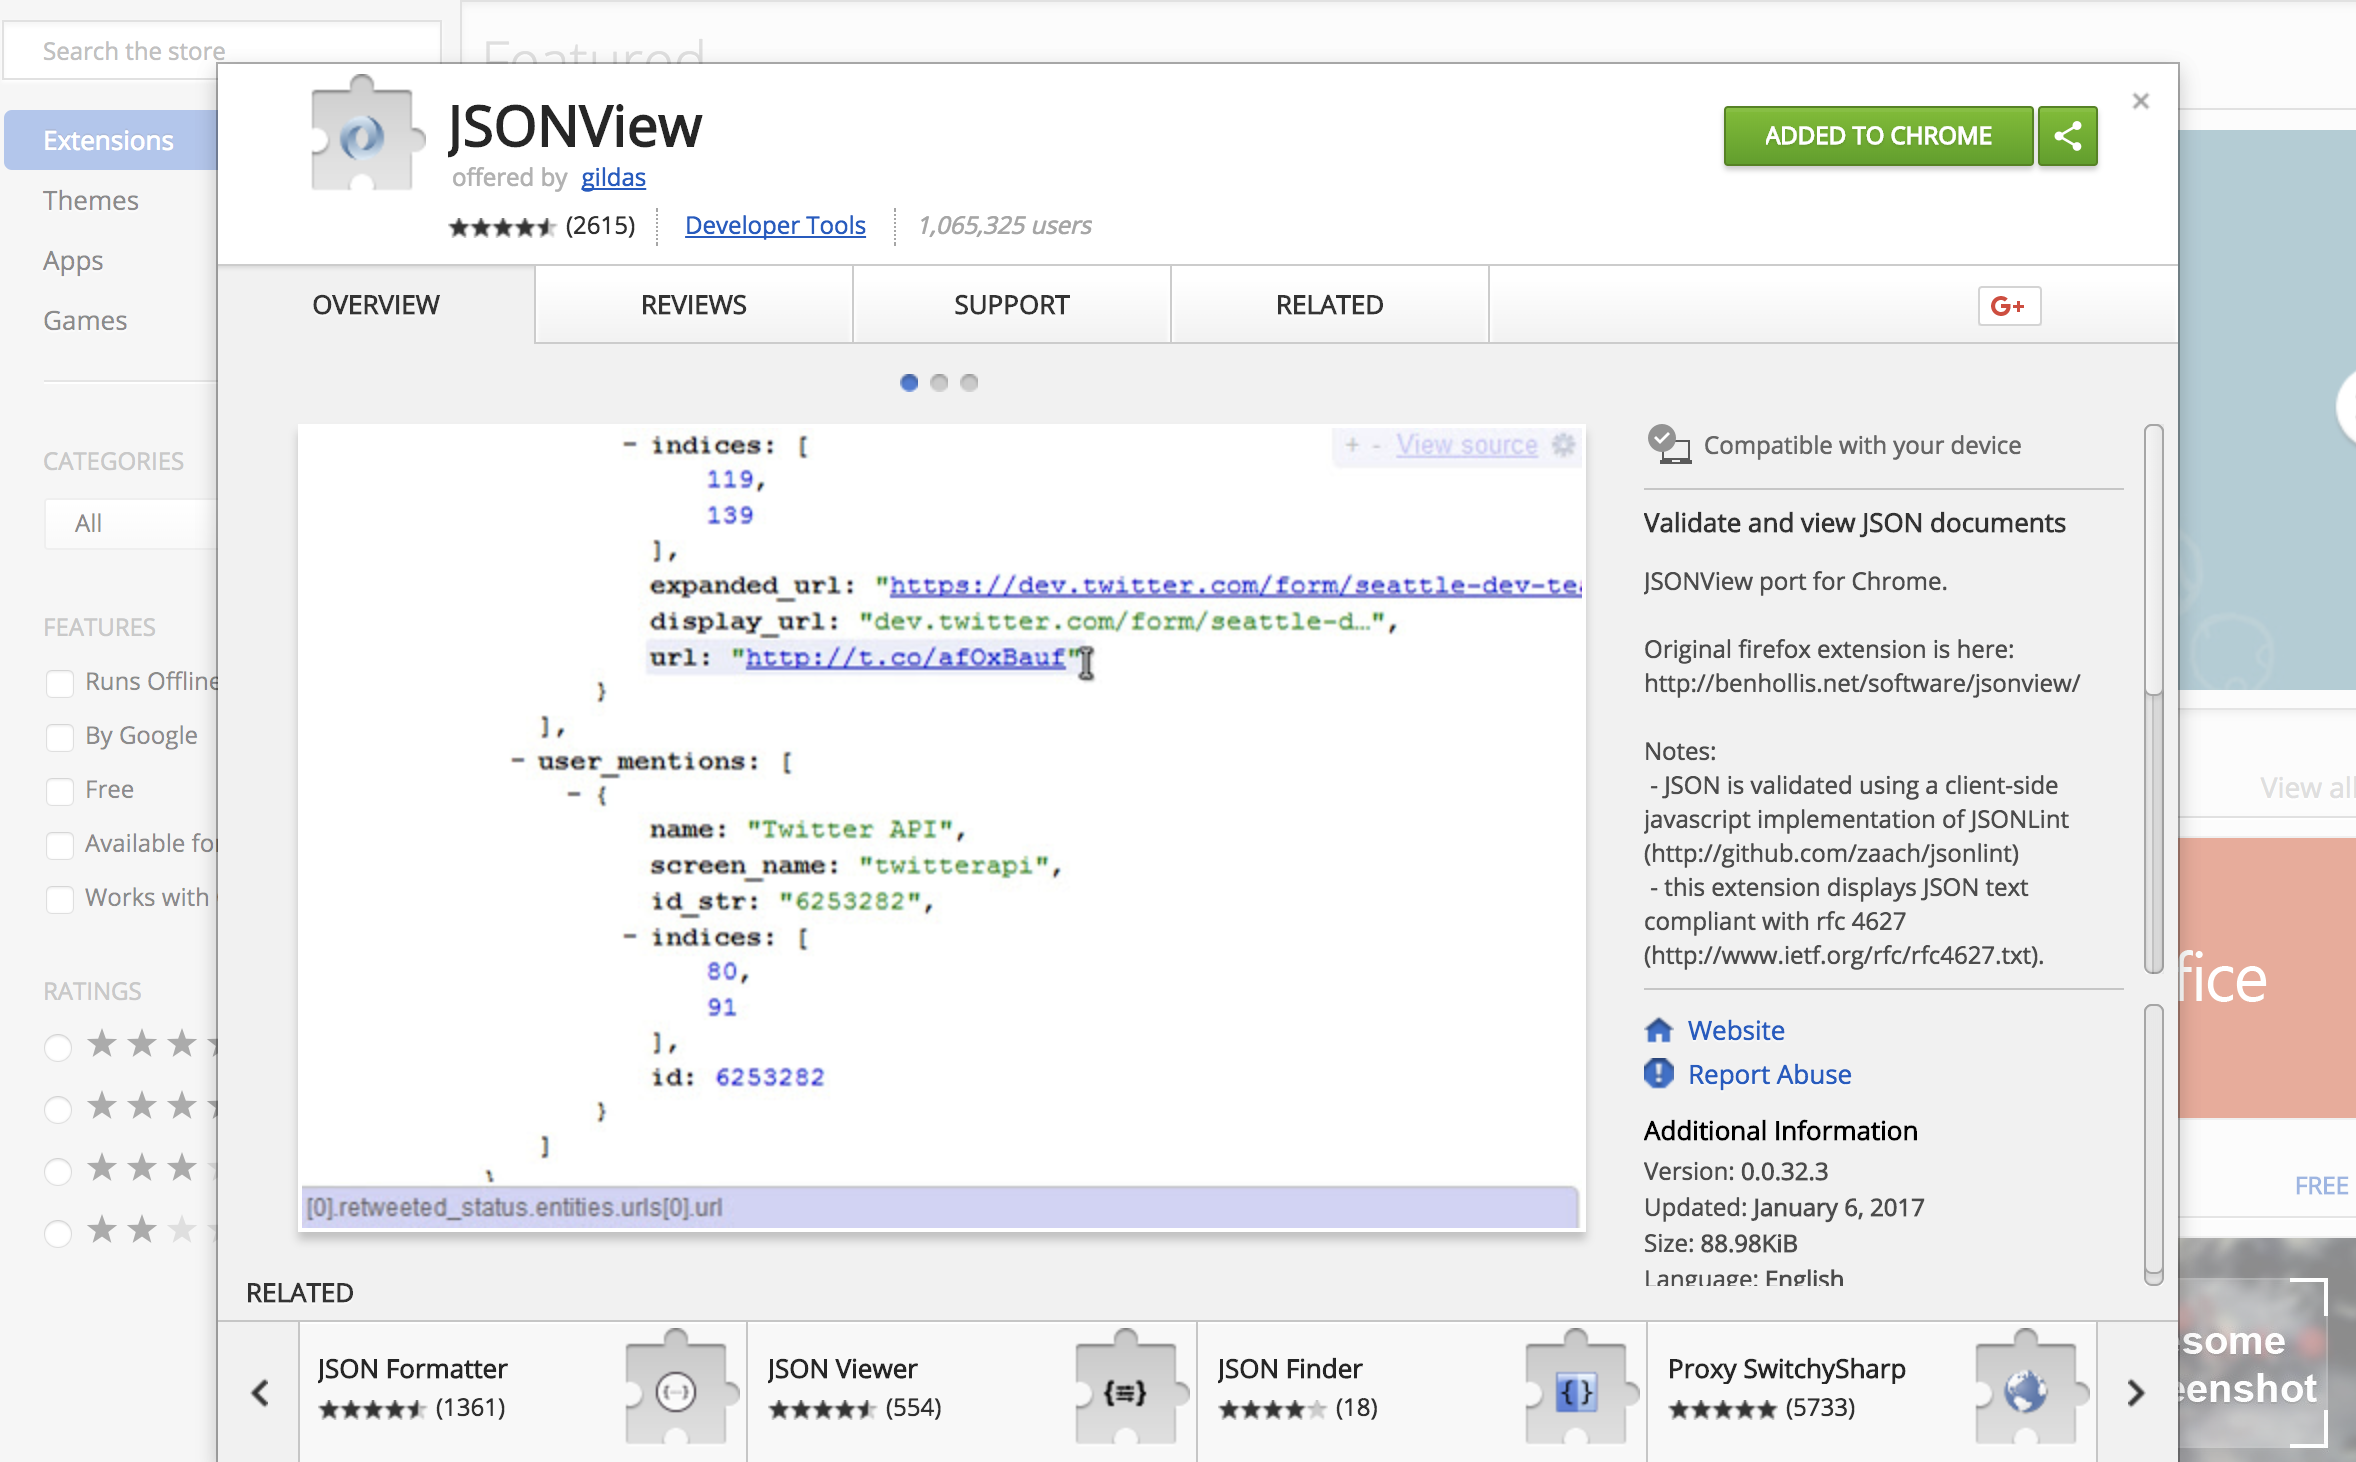 Search the store
Featured
Extensions
Themes
Apps
Games
CATEGORIES
All
FEATURES
Runs Offline
By Google
Free
Available for
Works with
RATINGS
JSONView
offered by gildas
(2615) Developer Tools 1,065,325 users
ADDED TO CHROME
×
OVERVIEW REVIEWS SUPPORT RELATED
G+
- indices: [
+ - View source
119,
139
],
expanded_url: "https://dev.twitter.com/form/seattle-dev-tea
display_url: "dev.twitter.com/form/seattle-d…",
url: "http://t.co/afOxBauf"
}
],
- user_mentions: [
- {
name: "Twitter API",
screen_name: "twitterapi",
id_str: "6253282",
- indices: [
80,
91
],
id: 6253282
}
]
}
[0].retweeted_status.entities.urls[0].url
Compatible with your device
Validate and view JSON documents
JSONView port for Chrome.
Original firefox extension is here:
http://benhollis.net/software/jsonview/
Notes:
- JSON is validated using a client-side
javascript implementation of JSONLint
(http://github.com/zaach/jsonlint)
- this extension displays JSON text
compliant with rfc 4627
(http://www.ietf.org/rfc/rfc4627.txt).
Website
Report Abuse
Additional Information
Version: 0.0.32.3
Updated: January 6, 2017
Size: 88.98KiB
Language: English
RELATED
JSON Formatter
(1361)
{--}
JSON Viewer
(554)
JSON Finder
(18)
{}
Proxy SwitchySharp
(5733)
View all
fice
FREE
some
eenshot